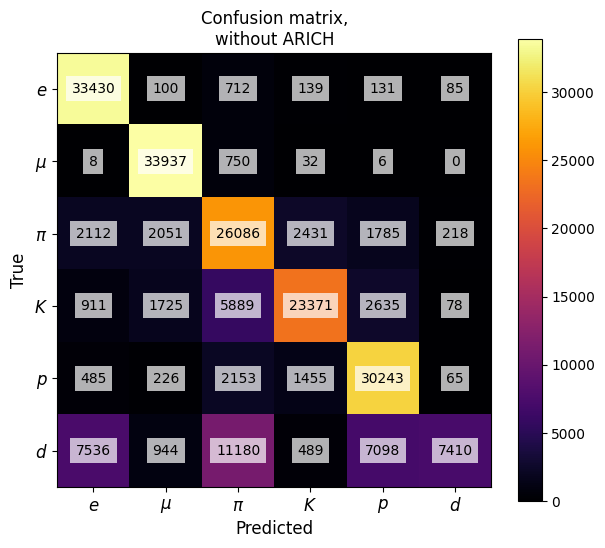 Confusion matrix,
without ARICH
True
e 33430 100 712 139 131 85
μ 8 33937 750 32 6 0
π 2112 2051 26086 2431 1785 218
K 911 1725 5889 23371 2635 78
p 485 226 2153 1455 30243 65
d 7536 944 11180 489 7098 7410
e μ π K p d
Predicted
30000
25000
20000
15000
10000
5000
0